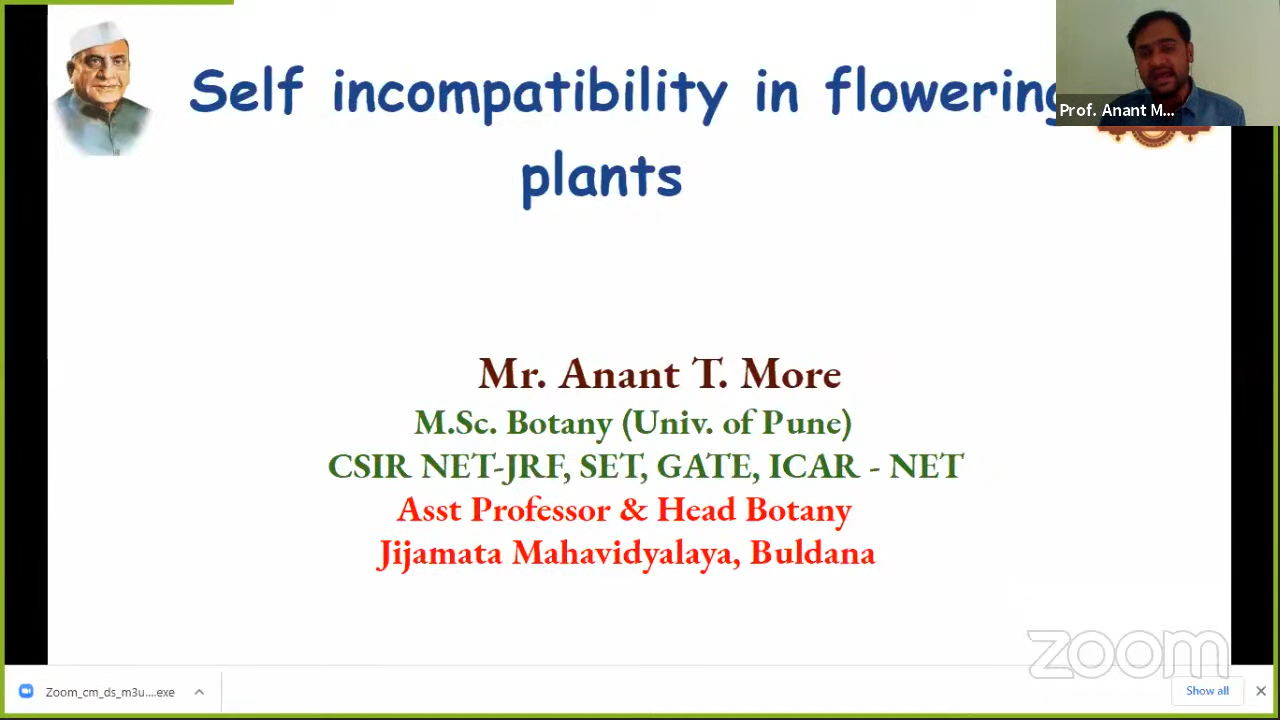 Self incompatibility in flowering
plants
Prof. Anant M...
Mr. Anant T. More
M.Sc. Botany (Univ. of Pune)
CSIR NET-JRF, SET, GATE, ICAR - NET
Asst Professor & Head Botany
Jijamata Mahavidyalaya, Buldana
zoom
Zoom_cm_ds_m3u....exe
Show all